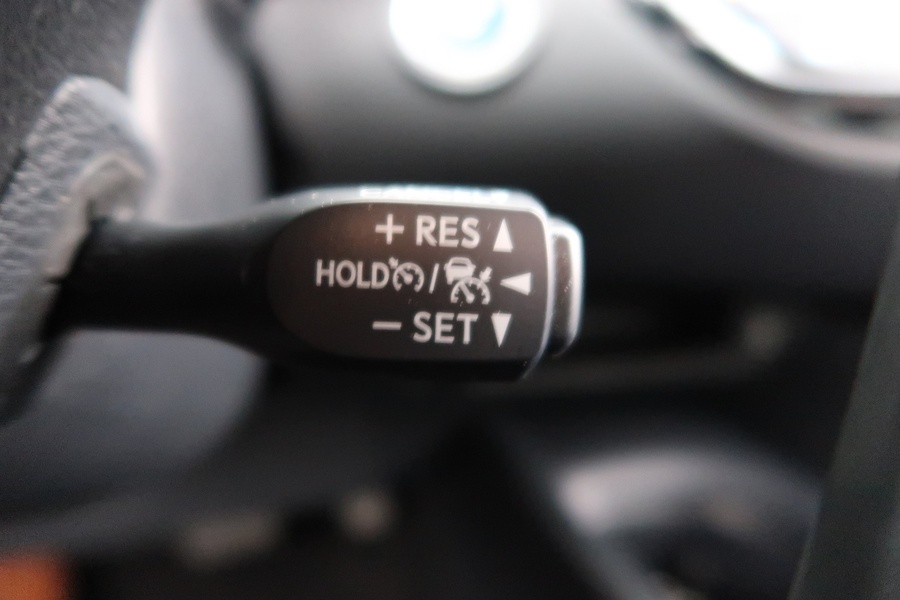 + RES ▲
HOLD / ◀
− SET ▼